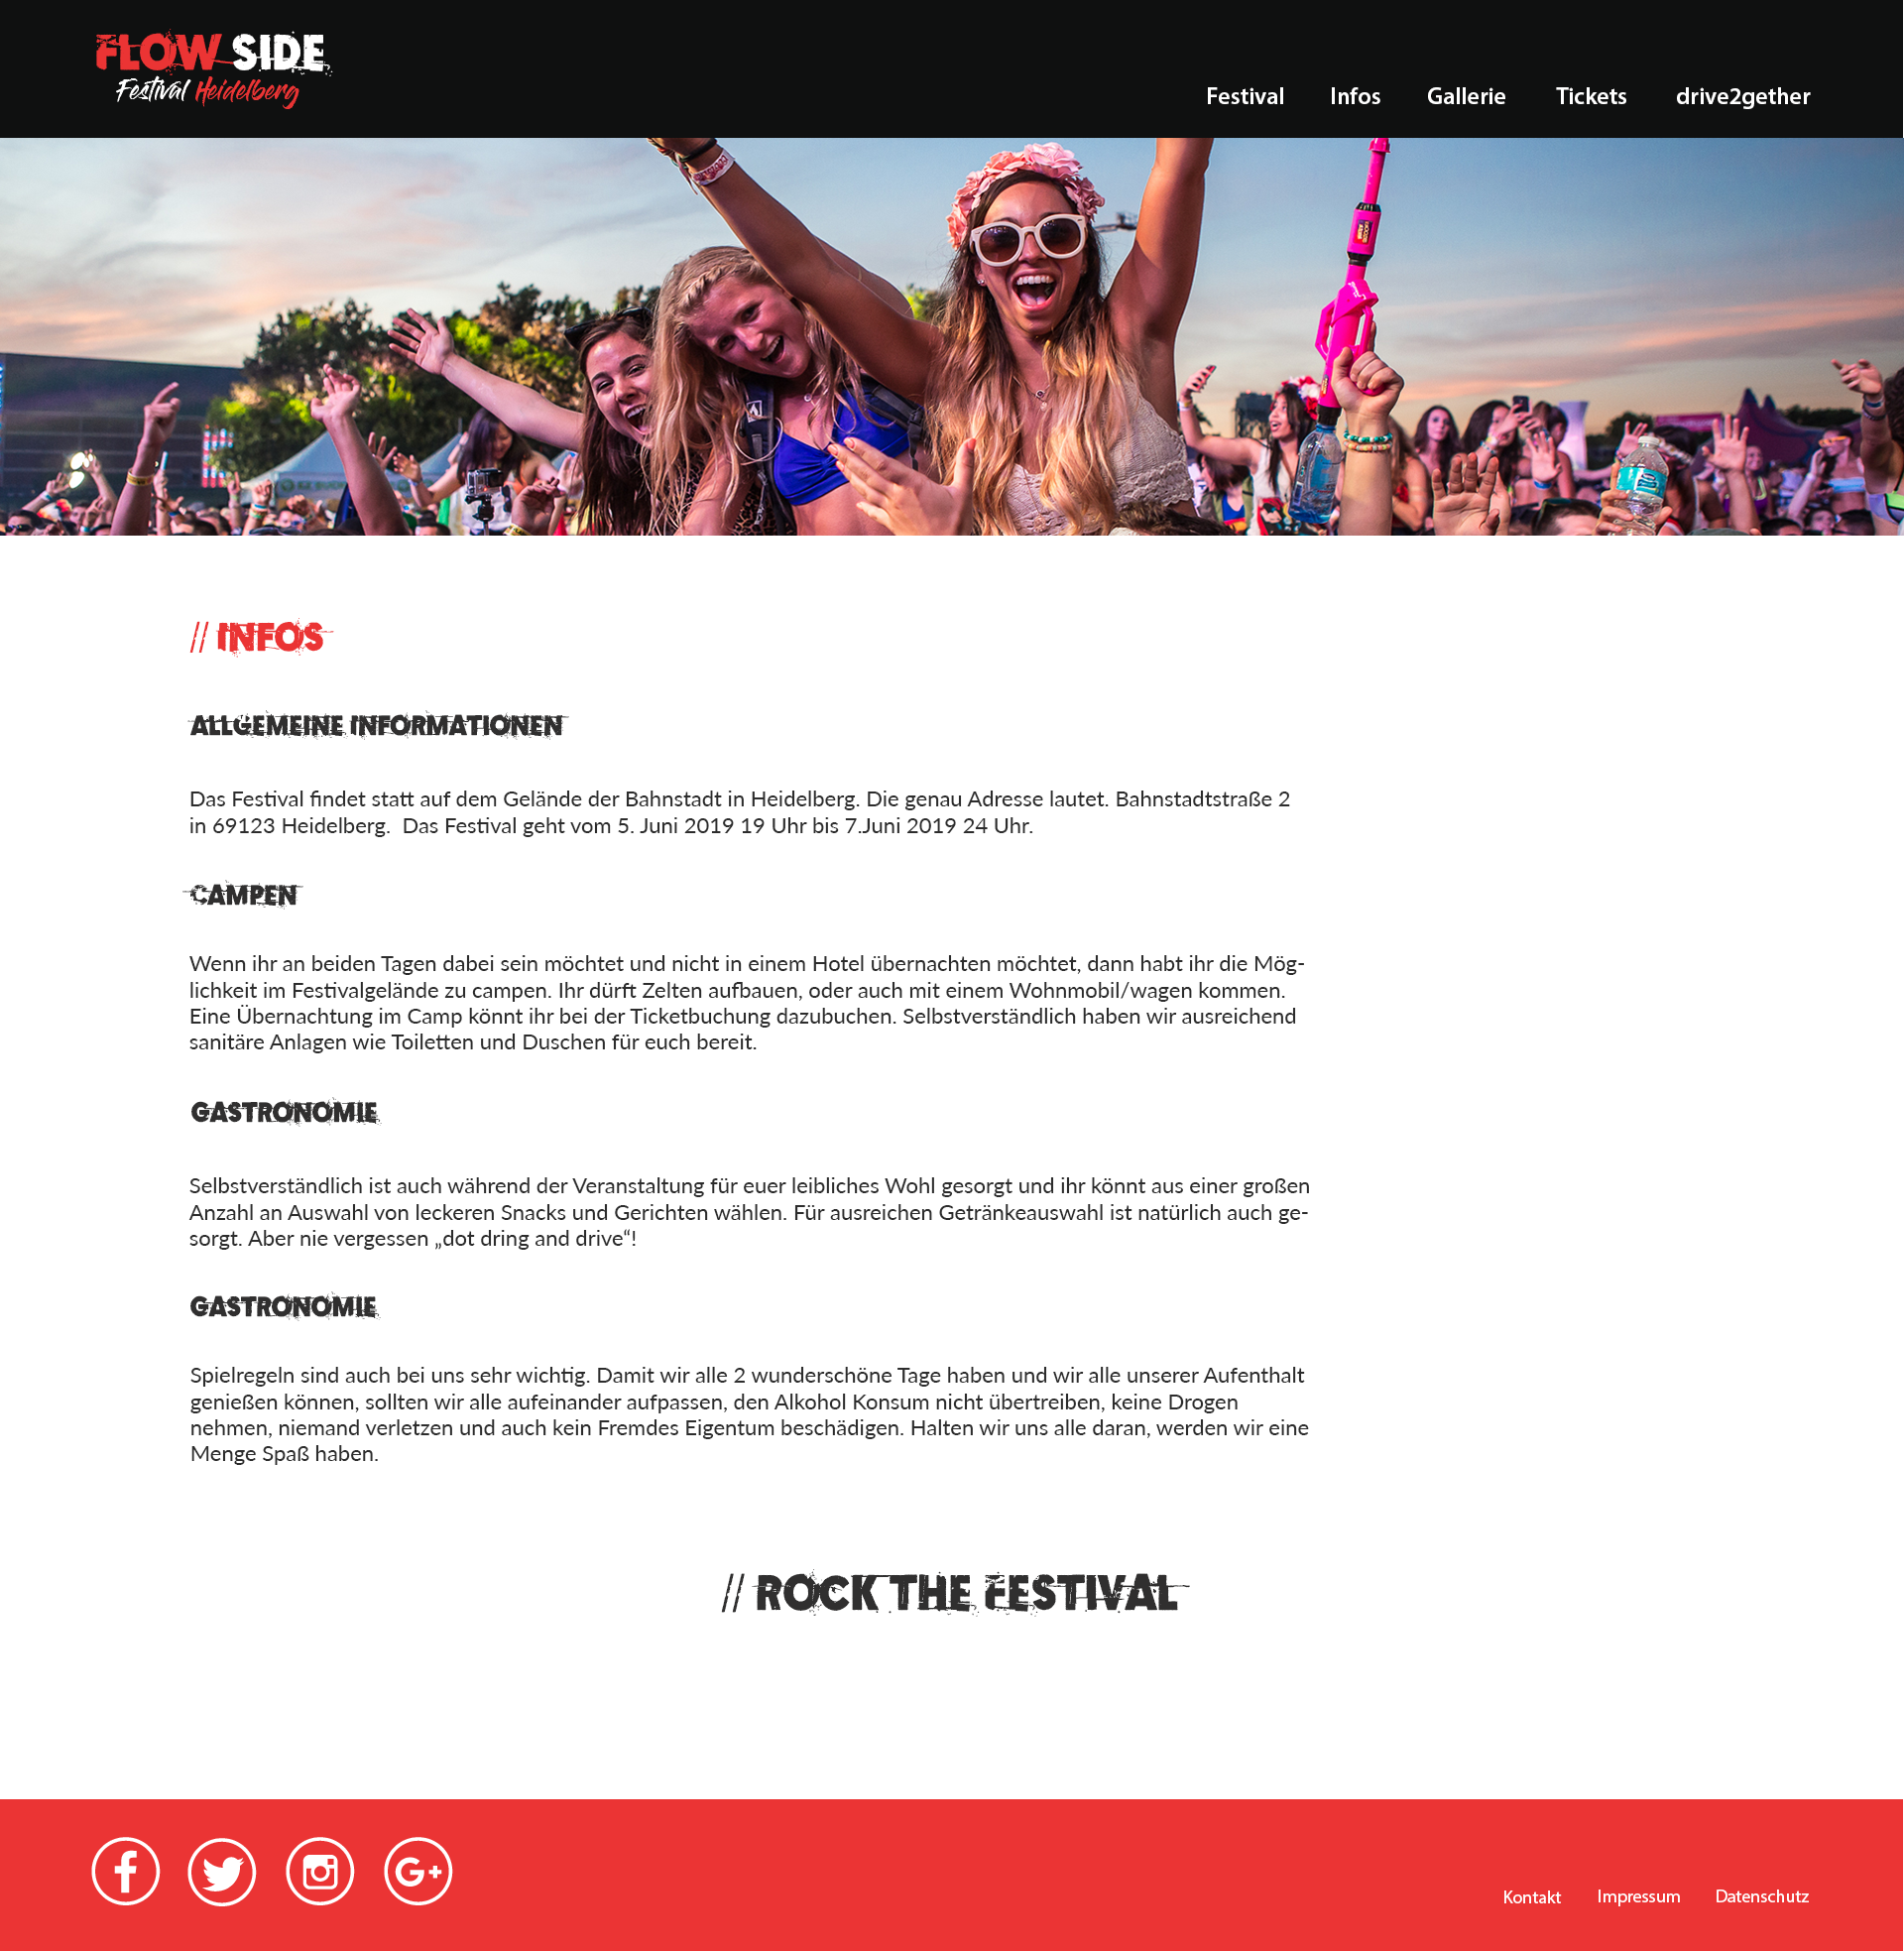 FLOW SIDE
Festival Heidelberg
Festival Infos Gallerie Tickets drive2gether
// INFOS
ALLGEMEINE INFORMATIONEN
Das Festival findet statt auf dem Gelände der Bahnstadt in Heidelberg. Die genau Adresse lautet. Bahnstadtstraße 2
in 69123 Heidelberg.  Das Festival geht vom 5. Juni 2019 19 Uhr bis 7.Juni 2019 24 Uhr.
CAMPEN
Wenn ihr an beiden Tagen dabei sein möchtet und nicht in einem Hotel übernachten möchtet, dann habt ihr die Mög-
lichkeit im Festivalgelände zu campen. Ihr dürft Zelten aufbauen, oder auch mit einem Wohnmobil/wagen kommen.
Eine Übernachtung im Camp könnt ihr bei der Ticketbuchung dazubuchen. Selbstverständlich haben wir ausreichend
sanitäre Anlagen wie Toiletten und Duschen für euch bereit.
GASTRONOMIE
Selbstverständlich ist auch während der Veranstaltung für euer leibliches Wohl gesorgt und ihr könnt aus einer großen
Anzahl an Auswahl von leckeren Snacks und Gerichten wählen. Für ausreichen Getränkeauswahl ist natürlich auch ge-
sorgt. Aber nie vergessen „dot dring and drive“!
GASTRONOMIE
Spielregeln sind auch bei uns sehr wichtig. Damit wir alle 2 wunderschöne Tage haben und wir alle unserer Aufenthalt
genießen können, sollten wir alle aufeinander aufpassen, den Alkohol Konsum nicht übertreiben, keine Drogen
nehmen, niemand verletzen und auch kein Fremdes Eigentum beschädigen. Halten wir uns alle daran, werden wir eine
Menge Spaß haben.
// ROCK THE FESTIVAL
Kontakt Impressum Datenschutz